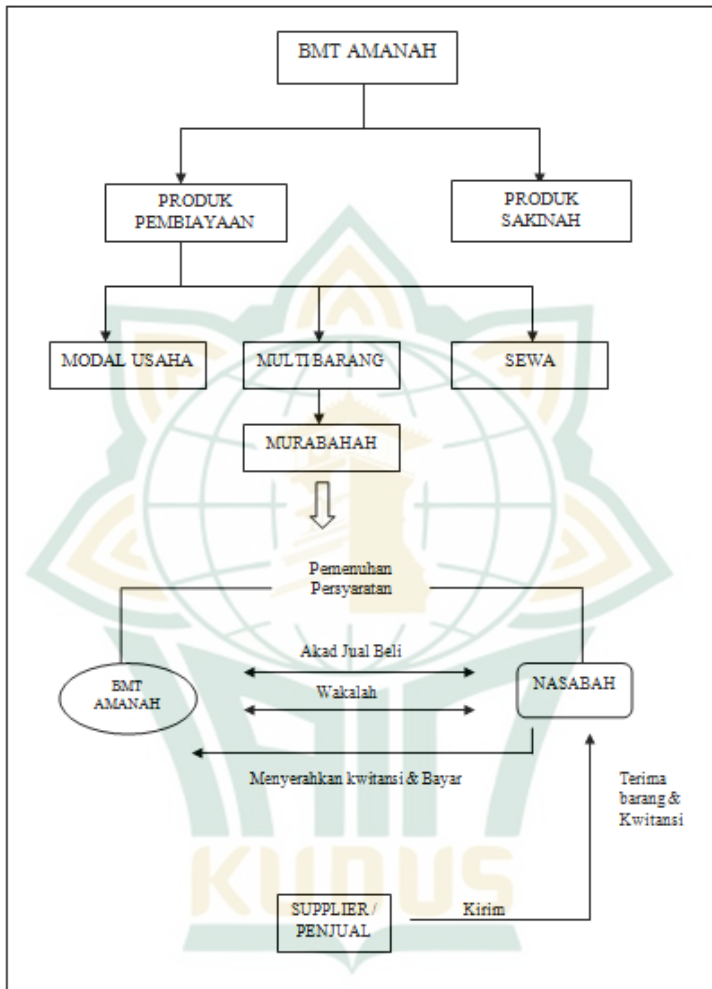 BMT AMANAH
PRODUK
PEMBIAYAAN
PRODUK
SAKINAH
MODAL USAHA
MULTI BARANG
SEWA
MURABAHAH
Pemenuhan
Persyaratan
Akad Jual Beli
BMT
AMANAH
Wakalah
NASABAH
Menyerahkan kwitansi & Bayar
Terima
barang &
Kwitansi
KUDUS
SUPPLIER /
PENJUAL
Kirim